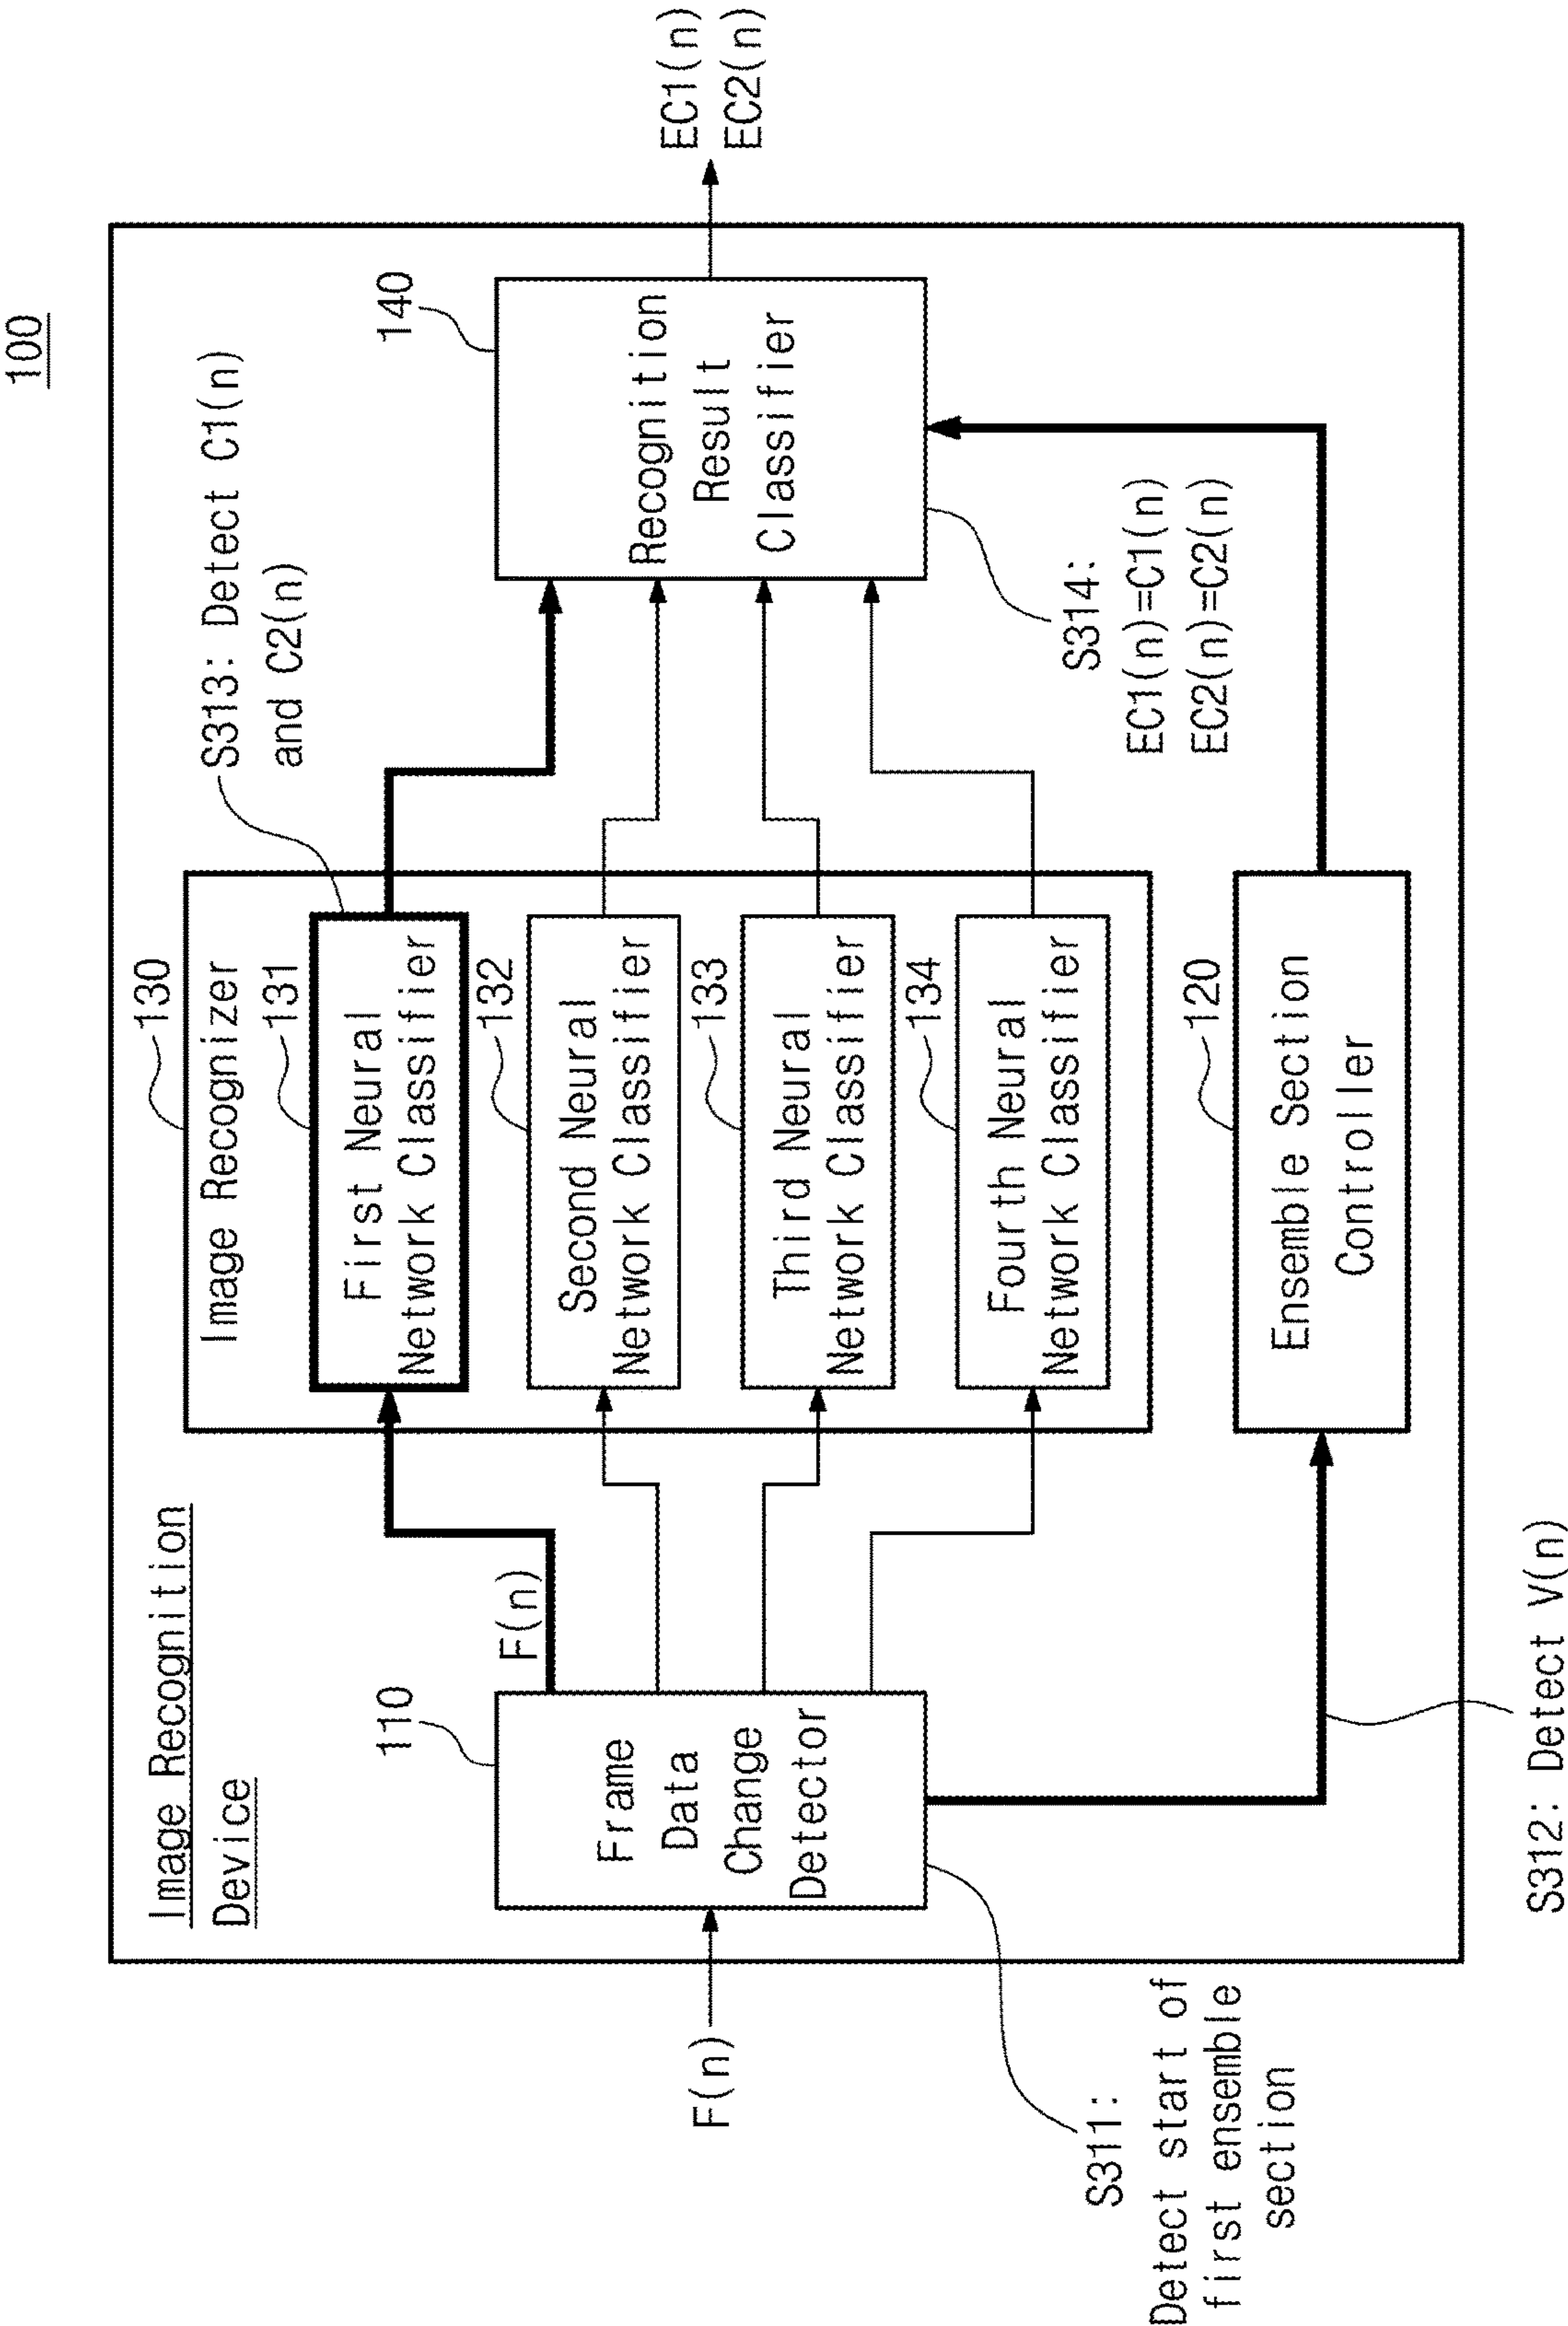 100
Image Recognition
Device
F(n)
S311:
Detect start of
first ensemble
section
110
Frame
Data
Change
Detector
F(n)
S312: Detect V(n)
130
Image Recognizer
131
First Neural
Network Classifier
132
Second Neural
Network Classifier
133
Third Neural
Network Classifier
134
Fourth Neural
Network Classifier
120
Ensemble Section
Controller
S313: Detect C1(n)
and C2(n)
140
Recognition
Result
Classifier
S314:
EC1(n)=C1(n)
EC2(n)=C2(n)
EC1(n)
EC2(n)